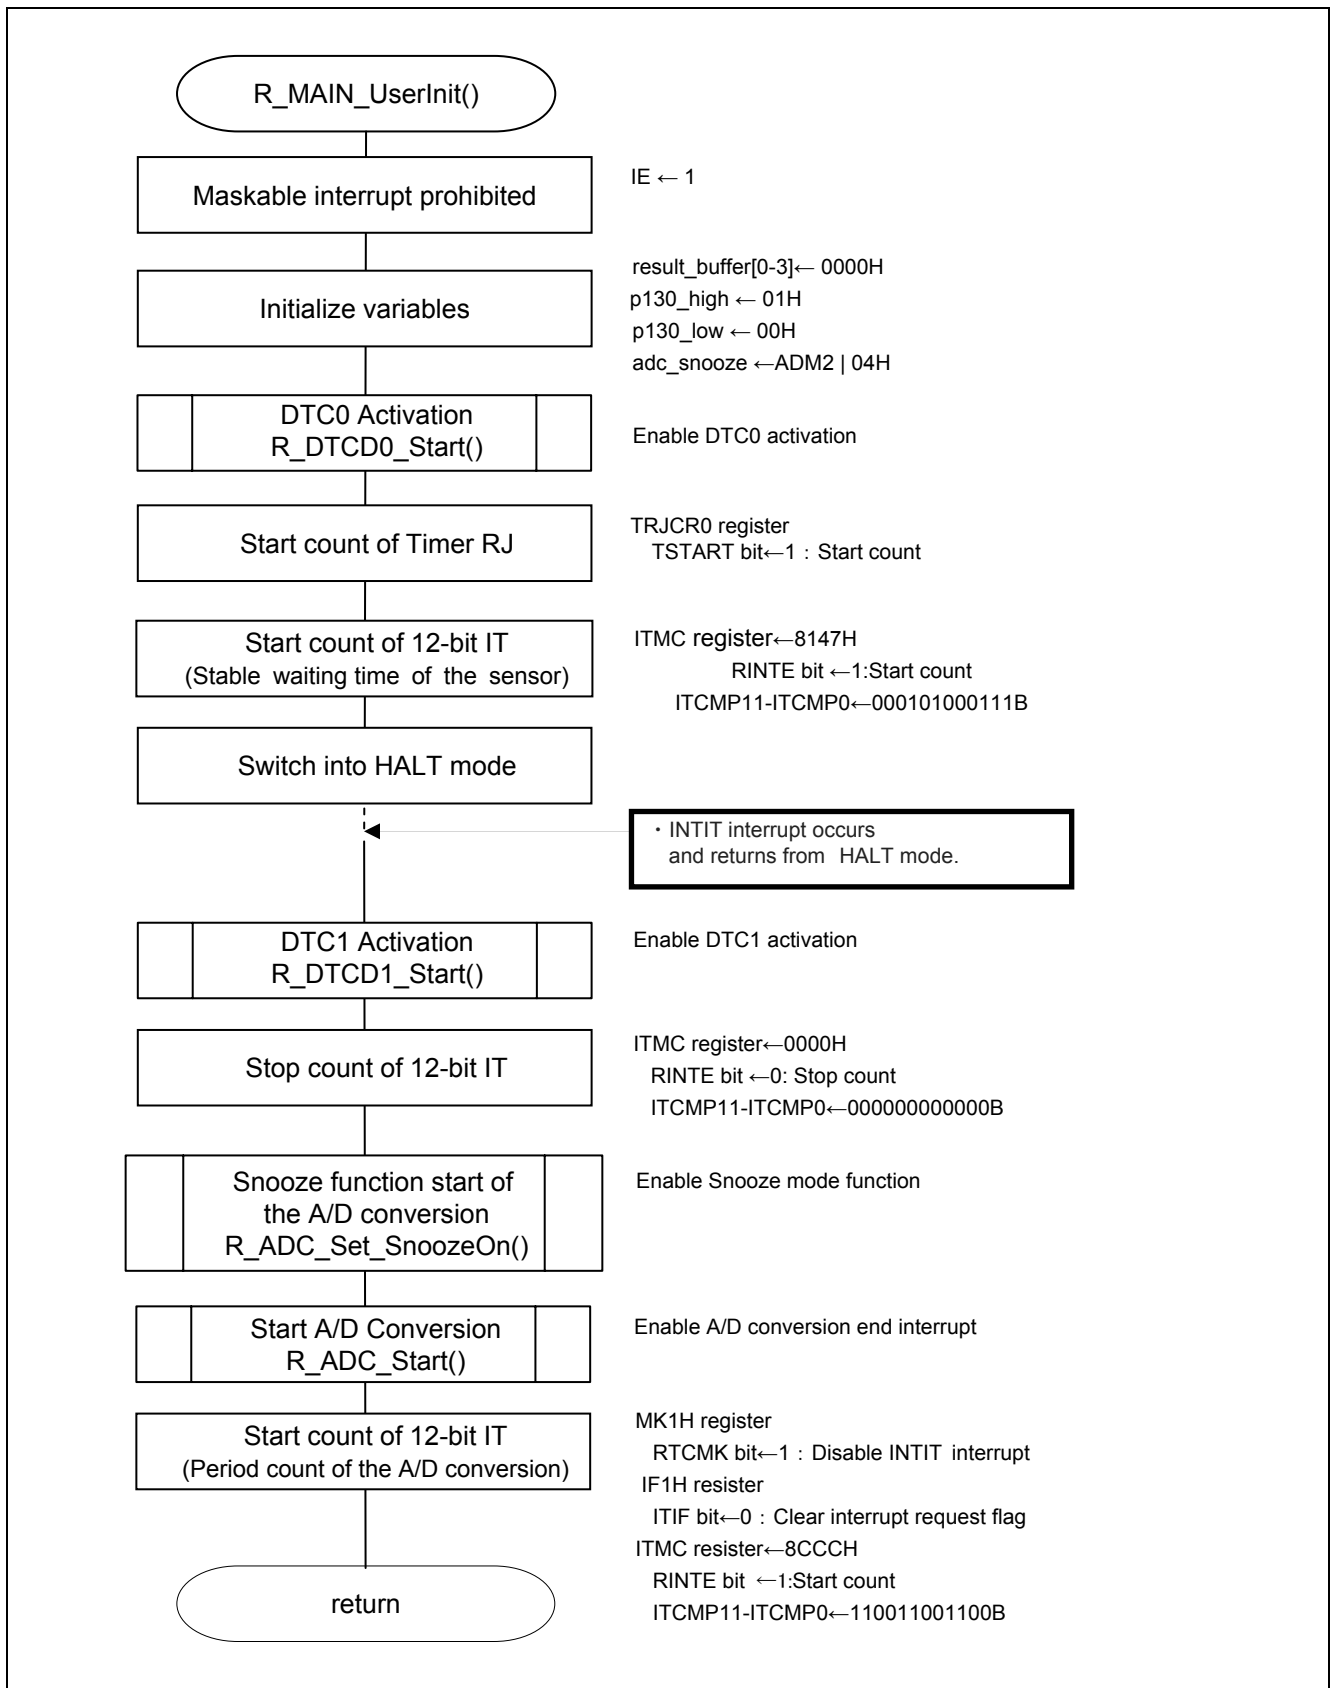 R_MAIN_UserInit()
Maskable interrupt prohibited
IE ← 1
Initialize variables
result_buffer[0-3]← 0000H
p130_high ← 01H
p130_low ← 00H
adc_snooze ←ADM2 | 04H
DTC0 Activation
R_DTCD0_Start()
Enable DTC0 activation
Start count of Timer RJ
TRJCR0 register
TSTART bit←1 : Start count
Start count of 12-bit IT
(Stable waiting time of the sensor)
ITMC register←8147H
RINTE bit ←1:Start count
ITCMP11-ITCMP0←000101000111B
Switch into HALT mode
・INTIT interrupt occurs
and returns from HALT mode.
DTC1 Activation
R_DTCD1_Start()
Enable DTC1 activation
Stop count of 12-bit IT
ITMC register←0000H
RINTE bit ←0: Stop count
ITCMP11-ITCMP0←000000000000B
Snooze function start of
the A/D conversion
R_ADC_Set_SnoozeOn()
Enable Snooze mode function
Start A/D Conversion
R_ADC_Start()
Enable A/D conversion end interrupt
Start count of 12-bit IT
(Period count of the A/D conversion)
MK1H register
RTCMK bit←1 : Disable INTIT interrupt
IF1H resister
ITIF bit←0 : Clear interrupt request flag
ITMC resister←8CCCH
RINTE bit ←1:Start count
ITCMP11-ITCMP0←110011001100B
return